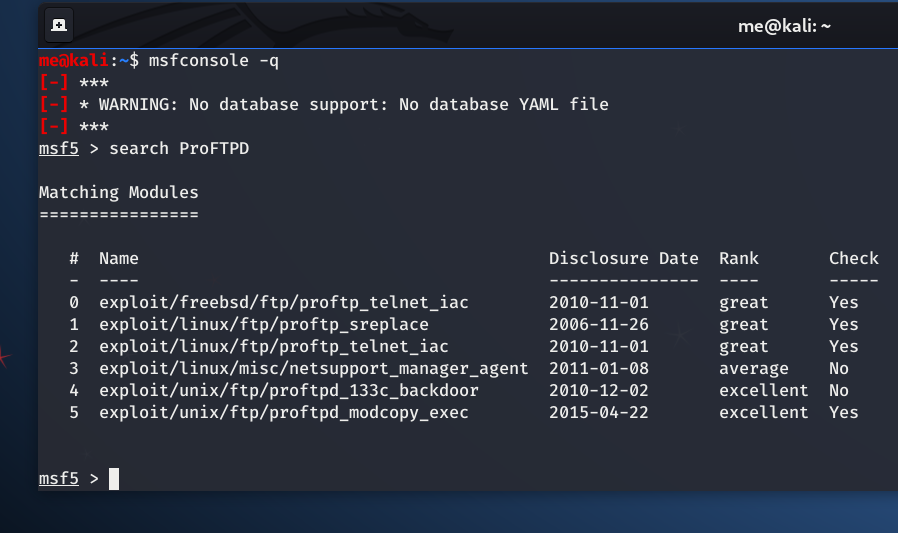 me@kali: ~
me@kali:~$ msfconsole -q
[-] ***
[-] * WARNING: No database support: No database YAML file
[-] ***
msf5 > search ProFTPD
Matching Modules
================
#  Name                                         Disclosure Date  Rank       Check
-  ----                                         ---------------  ----       -----
0  exploit/freebsd/ftp/proftp_telnet_iac        2010-11-01       great      Yes
1  exploit/linux/ftp/proftp_sreplace            2006-11-26       great      Yes
2  exploit/linux/ftp/proftp_telnet_iac          2010-11-01       great      Yes
3  exploit/linux/misc/netsupport_manager_agent  2011-01-08       average    No
4  exploit/unix/ftp/proftpd_133c_backdoor       2010-12-02       excellent  No
5  exploit/unix/ftp/proftpd_modcopy_exec        2015-04-22       excellent  Yes
msf5 >